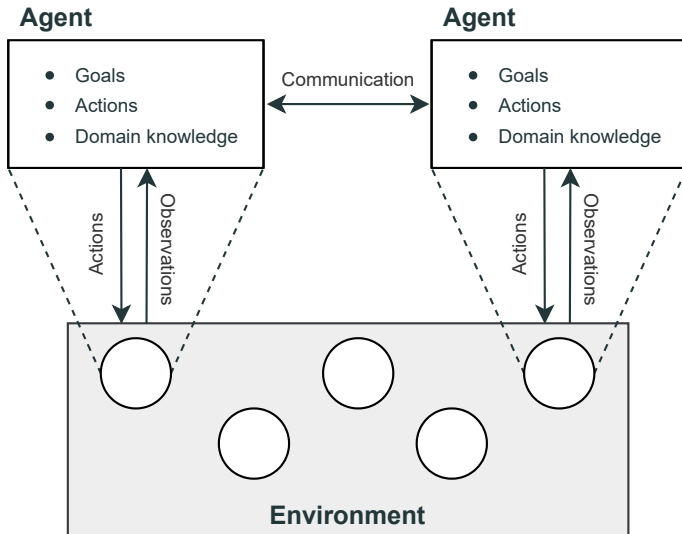 Agent
Agent
Goals
Actions
Domain knowledge
Communication
Goals
Actions
Domain knowledge
Actions
Observations
Actions
Observations
Environment